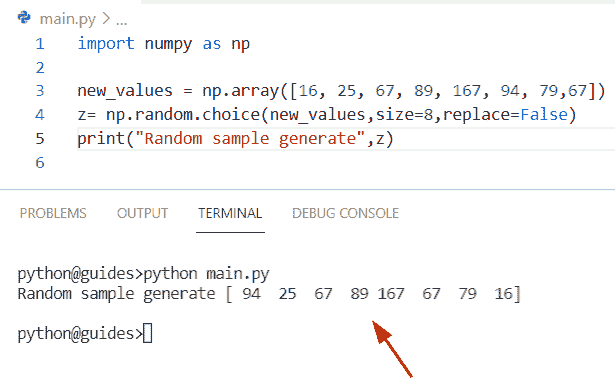 main.py > ...
1 import numpy as np
2
3 new_values = np.array([16, 25, 67, 89, 167, 94, 79,67])
4 z= np.random.choice(new_values,size=8,replace=False)
5 print("Random sample generate",z)
6
PROBLEMS OUTPUT TERMINAL DEBUG CONSOLE
python@guides>python main.py
Random sample generate [ 94  25  67  89 167  67  79  16]
python@guides>